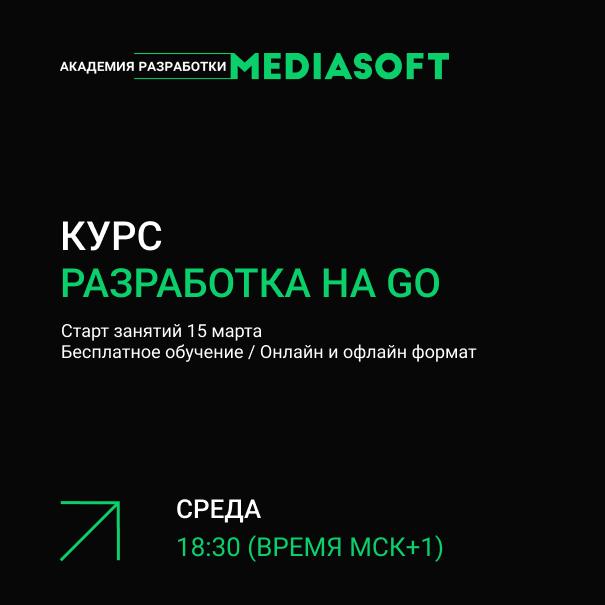 АКАДЕМИЯ РАЗРАБОТКИ MEDIASOFT
КУРС
РАЗРАБОТКА НА GO
Старт занятий 15 марта
Бесплатное обучение / Онлайн и офлайн формат
СРЕДА
18:30 (ВРЕМЯ МСК+1)